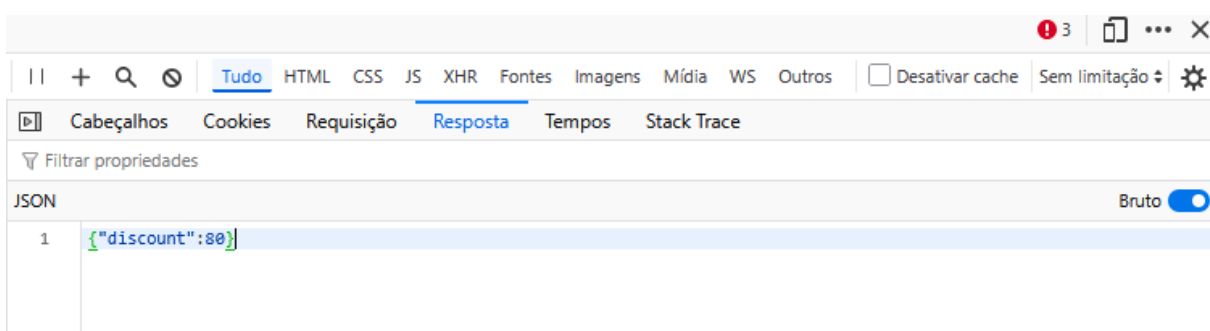 3
Tudo HTML CSS JS XHR Fontes Imagens Mídia WS Outros Desativar cache Sem limitação
Cabeçalhos Cookies Requisição Resposta Tempos Stack Trace
Filtrar propriedades
JSON Bruto
1 {"discount":80}